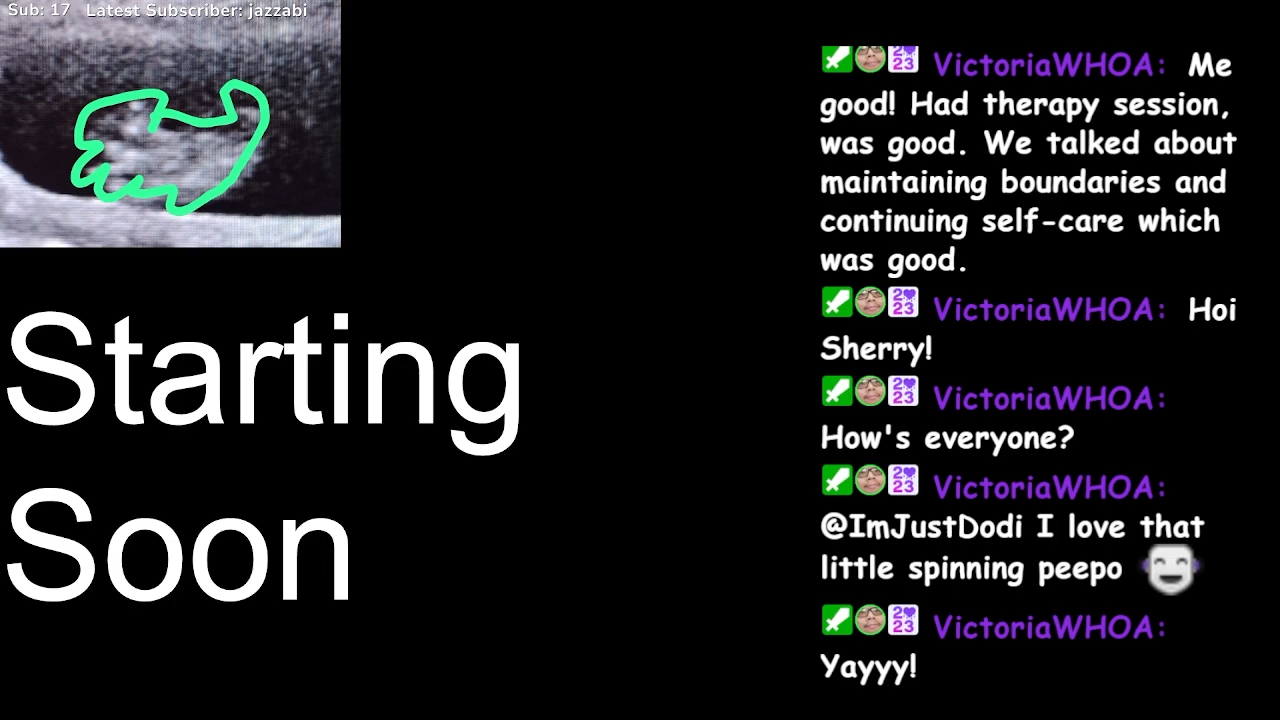 Sub: 17 Latest Subscriber: jazzabi
Starting
Soon
VictoriaWHOA: Me
good! Had therapy session,
was good. We talked about
maintaining boundaries and
continuing self-care which
was good.
VictoriaWHOA: Hoi
Sherry!
VictoriaWHOA:
How's everyone?
VictoriaWHOA:
@ImJustDodi I love that
little spinning peepo
VictoriaWHOA:
Yayyy!